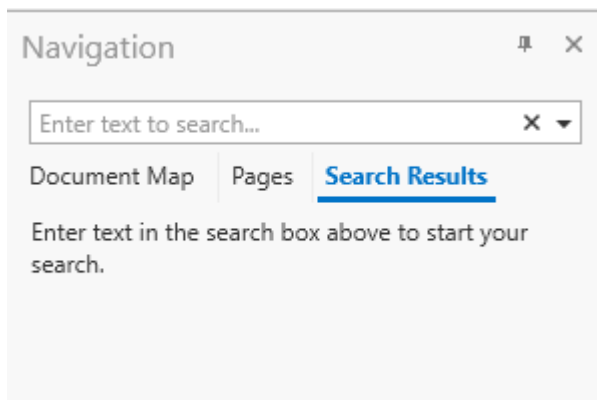 Navigation
Enter text to search...
Document Map Pages Search Results
Enter text in the search box above to start your
search.